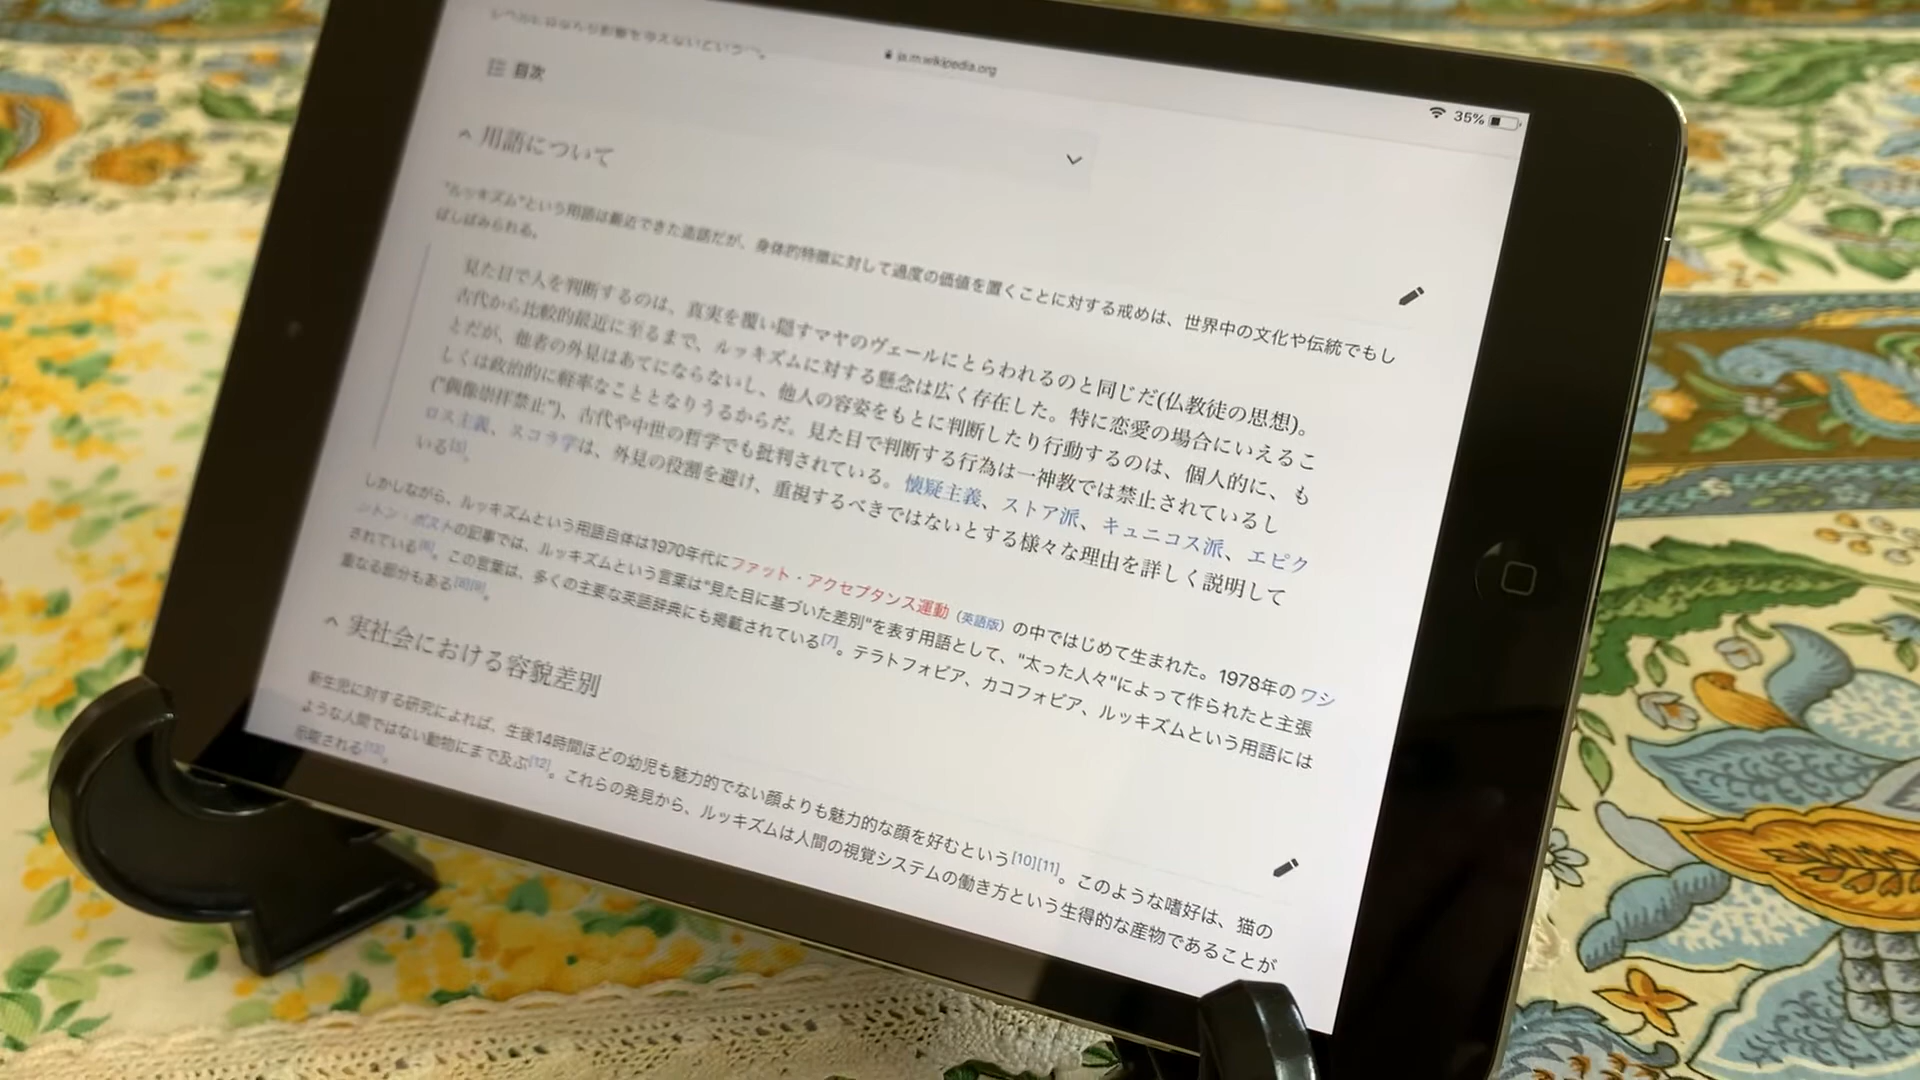 ja.m.wikipedia.org
35%
目次
用語について
"ルッキズム"という用語は最近できた造語だが、身体的特徴に対して過度の価値を置くことに対する戒めは、世界中の文化や伝統でもし
ばしばみられる。
見た目で人を判断するのは、真実を覆い隠すマヤのヴェールにとらわれるのと同じだ(仏教徒の思想)。
古代から比較的最近に至るまで、ルッキズムに対する懸念は広く存在した。特に恋愛の場合にいえるこ
とだが、他者の外見はあてにならないし、他人の容姿をもとに判断したり行動するのは、個人的に、も
しくは政治的に軽率なこととなりうるからだ。見た目で判断する行為は一神教では禁止されているし
("偶像崇拝禁止")、古代や中世の哲学でも批判されている。懐疑主義、ストア派、キュニコス派、エピク
ロス主義、スコラ学は、外見の役割を避け、重視するべきではないとする様々な理由を詳しく説明して
いる
しかしながら、ルッキズムという用語自体は1970年代にファット・アクセプタンス運動（英語版）の中ではじめて生まれた。1978年のワシ
ントン・ポストの記事では、ルッキズムという言葉は"見た目に基づいた差別"を表す用語として、"太った人々"によって作られたと主張
されている[6]。この言葉は、多くの主要な英語辞典にも掲載されている[7]。テラトフォビア、カコフォビア、ルッキズムという用語には
重なる部分もある[8][9]。
実社会における容貌差別
新生児に対する研究によれば、生後14時間ほどの幼児も魅力的でない顔よりも魅力的な顔を好むという[10][11]。このような嗜好は、猫の
ような人間ではない動物にまで及ぶ[12]。これらの発見から、ルッキズムは人間の視覚システムの働き方という生得的な産物であることが
示唆される[13]。